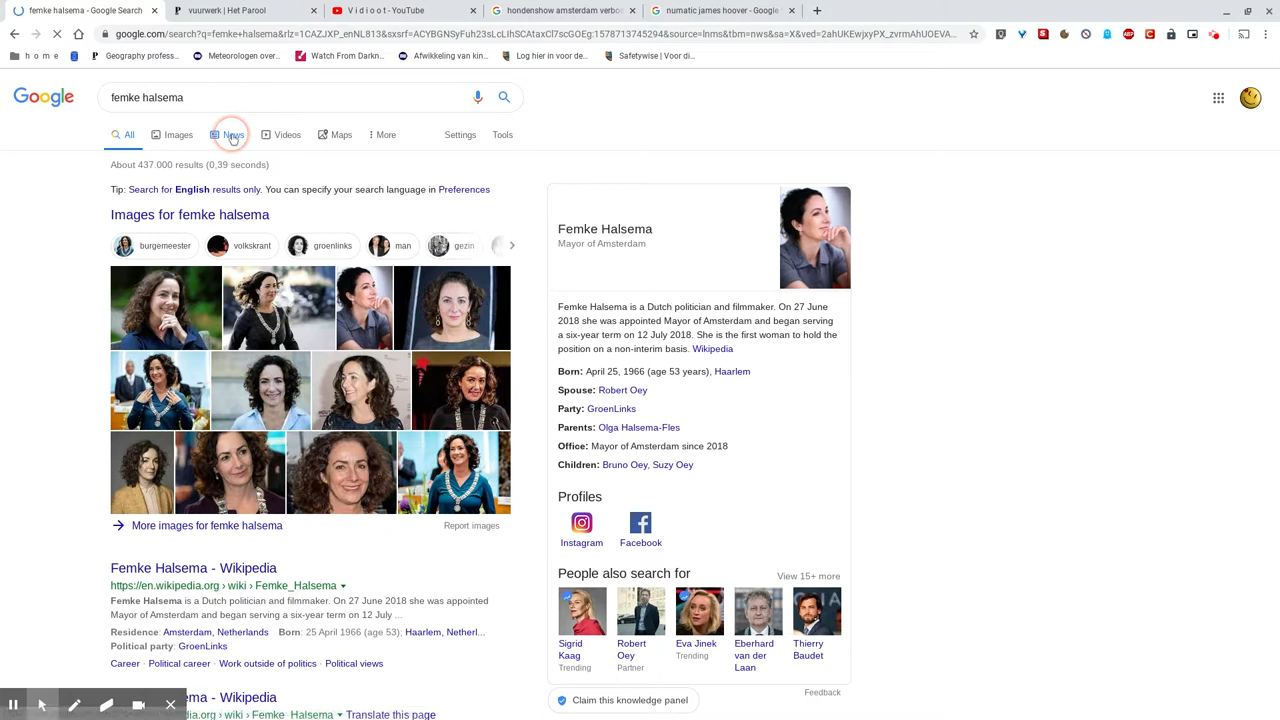 femke halsema - Google Search
vuurwerk | Het Parool
V i d i o o t - YouTube
hondenshow amsterdam verbo
numatic james hoover - Google
google.com/search?q=femke+halsema&rlz=1CAZJXP_enNL813&sxsrf=ACYBGNSyFuh23sLcLIhSCAtaxCl7scGOEg:1578713745294&source=lnms&tbm=nws&sa=X&ved=2ahUKEwjxyPX_zvrmAhUOEVA...
h o m e
Geography profess...
Meteorologen over...
Watch From Darkn...
Afwikkeling van kin...
Log hier in voor de...
Safetywise | Voor di...
Google
femke halsema
All
Images
News
Videos
Maps
More
Settings
Tools
About 437.000 results (0,39 seconds)
Tip: Search for English results only. You can specify your search language in Preferences
Images for femke halsema
burgemeester
volkskrant
groenlinks
man
gezin
More images for femke halsema
Report images
Femke Halsema - Wikipedia
https://en.wikipedia.org › wiki › Femke_Halsema
Femke Halsema is a Dutch politician and filmmaker. On 27 June 2018 she was appointed
Mayor of Amsterdam and began serving a six-year term on 12 July ...
Residence: Amsterdam, Netherlands Born: 25 April 1966 (age 53); Haarlem, Netherl...
Political party: GroenLinks
Career · Political career · Work outside of politics · Political views
ema - Wikipedia
dia.org › wiki › Femke_Halsema
Translate this page
Femke Halsema
Mayor of Amsterdam
Femke Halsema is a Dutch politician and filmmaker. On 27 June
2018 she was appointed Mayor of Amsterdam and began serving
a six-year term on 12 July 2018. She is the first woman to hold the
position on a non-interim basis. Wikipedia
Born: April 25, 1966 (age 53 years), Haarlem
Spouse: Robert Oey
Party: GroenLinks
Parents: Olga Halsema-Fles
Office: Mayor of Amsterdam since 2018
Children: Bruno Oey, Suzy Oey
Profiles
Instagram
Facebook
People also search for
View 15+ more
Sigrid
Kaag
Trending
Robert
Oey
Partner
Eva Jinek
Trending
Eberhard
van der
Laan
Thierry
Baudet
Feedback
Claim this knowledge panel